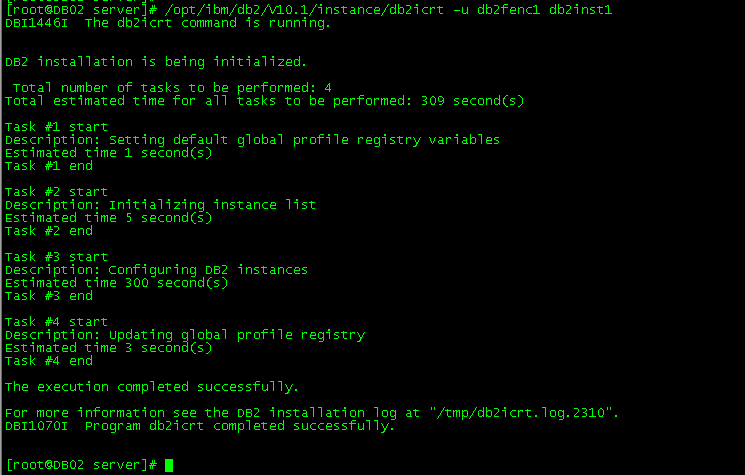 [root@DB02 server]# /opt/ibm/db2/V10.1/instance/db2icrt -u db2fenc1 db2inst1
DBI1446I  The db2icrt command is running.
DB2 installation is being initialized.
Total number of tasks to be performed: 4
Total estimated time for all tasks to be performed: 309 second(s)
Task #1 start
Description: Setting default global profile registry variables
Estimated time 1 second(s)
Task #1 end
Task #2 start
Description: Initializing instance list
Estimated time 5 second(s)
Task #2 end
Task #3 start
Description: Configuring DB2 instances
Estimated time 300 second(s)
Task #3 end
Task #4 start
Description: Updating global profile registry
Estimated time 3 second(s)
Task #4 end
The execution completed successfully.
For more information see the DB2 installation log at "/tmp/db2icrt.log.2310".
DBI1070I  Program db2icrt completed successfully.
[root@DB02 server]#